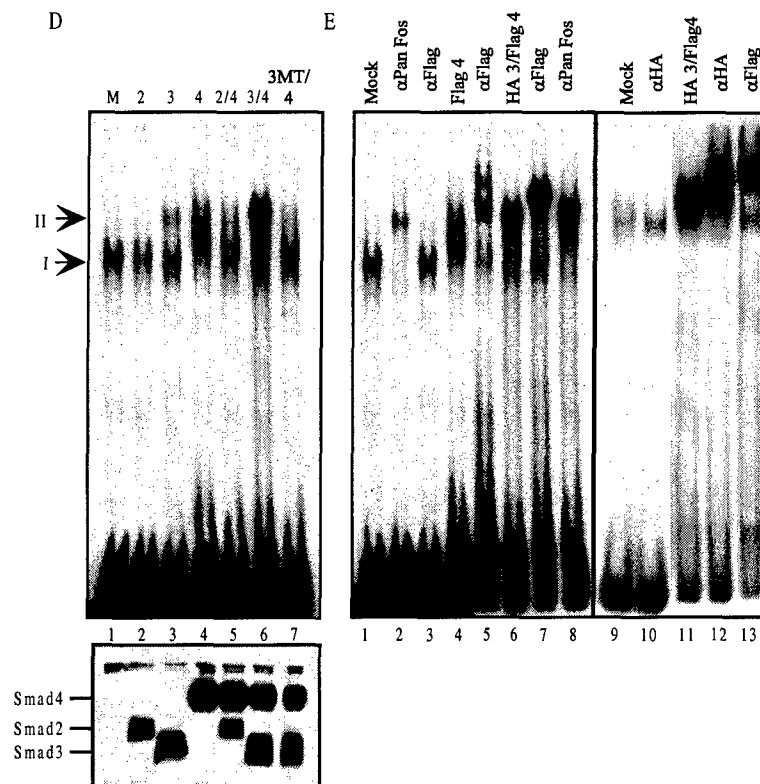 D
E
M 2 3 4 2/4 3/4 3MT/
4
Mock αPan Fos αFlag Flag 4 αFlag HA 3/Flag 4 αFlag αPan Fos Mock αHA HA 3/Flag4 αHA αFlag
II
I
1 2 3 4 5 6 7
1 2 3 4 5 6 7 8 9 10 11 12 13
Smad4
Smad2
Smad3